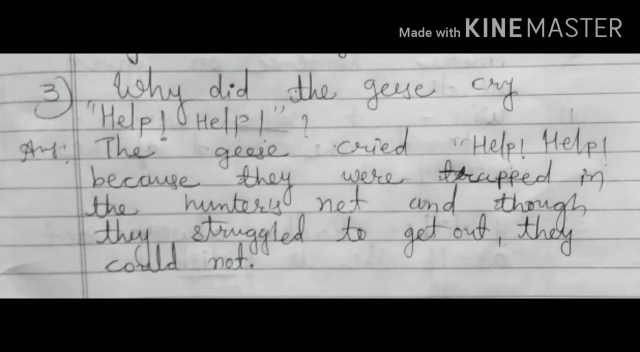 Made with KINEMASTER
3) Why did the geese cry
"Help! Help!" ?
Ans: The geese cried "Help! Help!
because they were trapped in
the hunters net and though
they struggled to get out, they
could not.